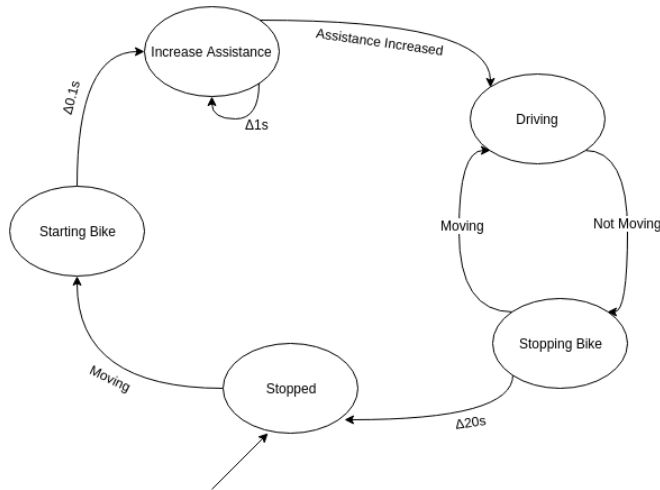 Increase Assistance
Assistance Increased
Δ0.1s
Δ1s
Driving
Starting Bike
Moving
Not Moving
Stopping Bike
Moving
Stopped
Δ20s